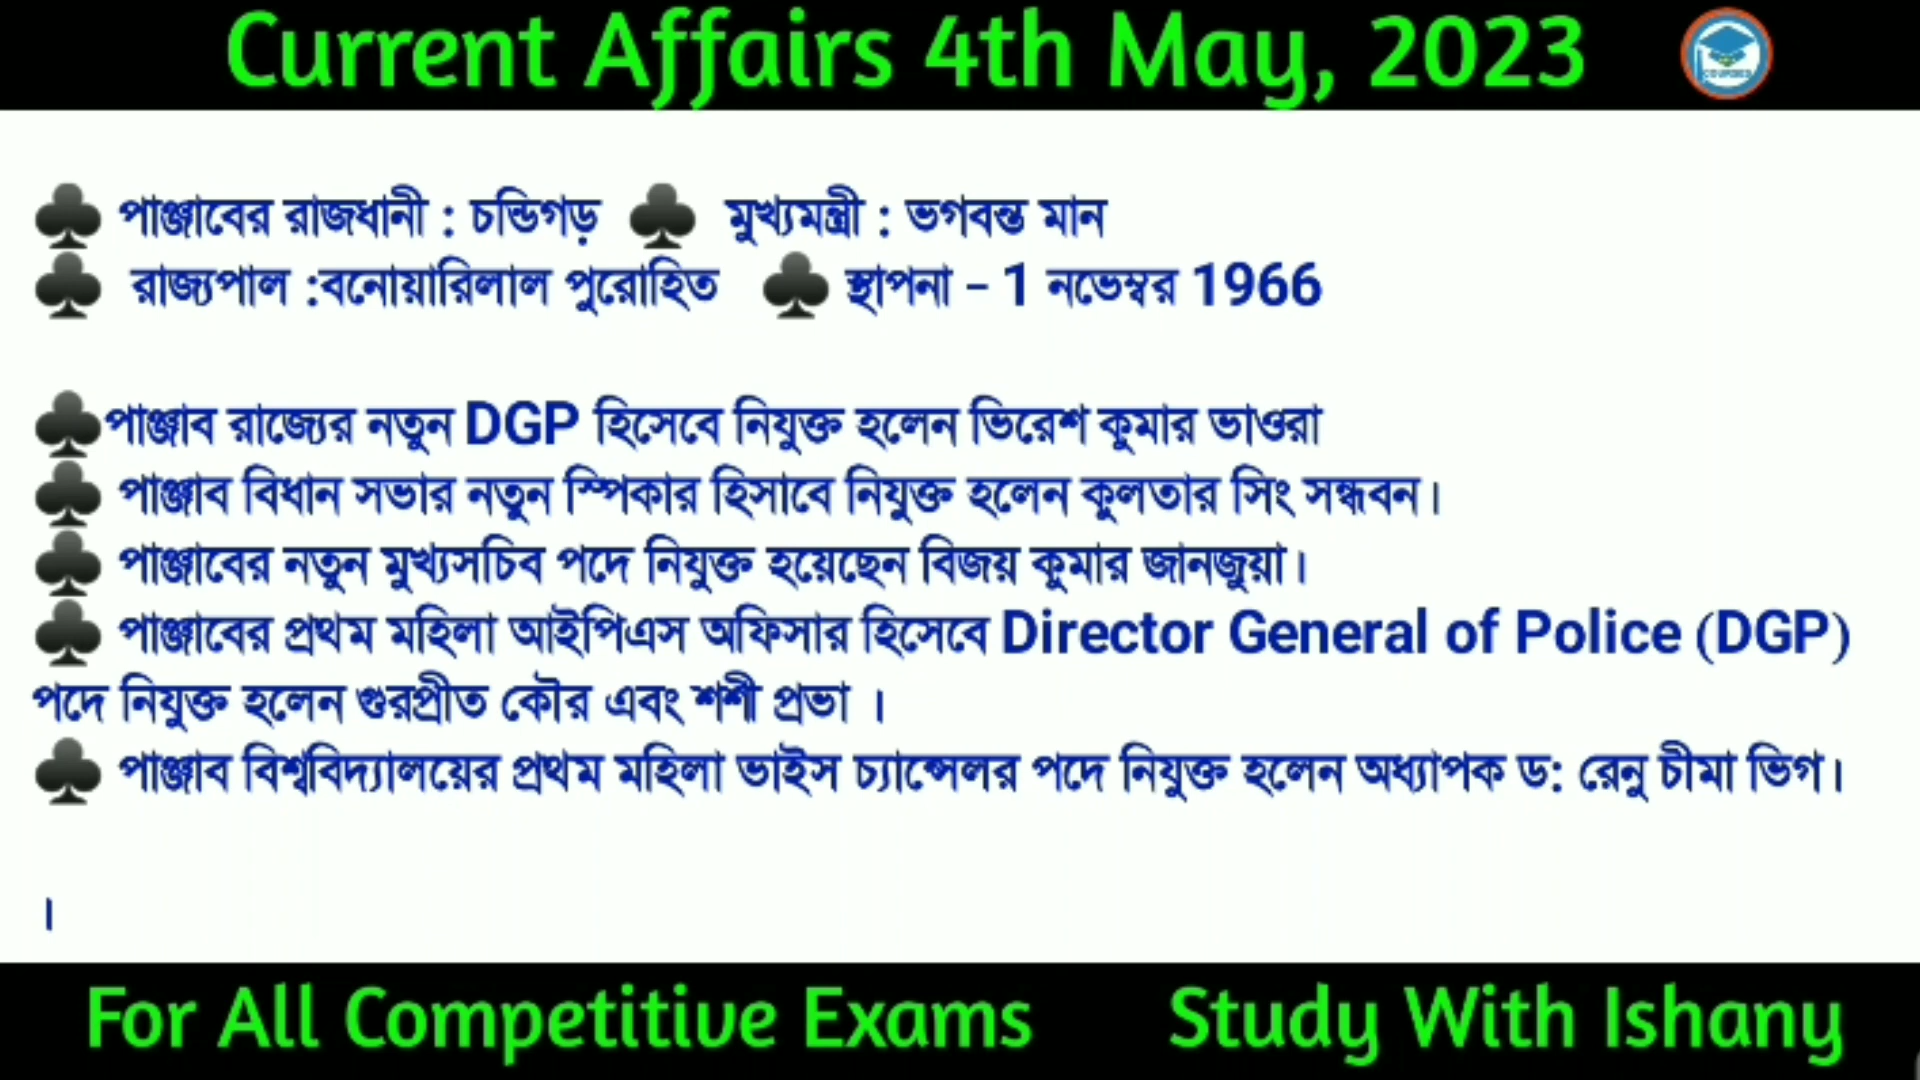 Current Affairs 4th May, 2023
♣ পাঞ্জাবের রাজধানী : চন্ডিগড় ♣ মুখ্যমন্ত্রী : ভগবন্ত মান
♣ রাজ্যপাল :বনোয়ারিলাল পুরোহিত ♣ স্থাপনা – 1 নভেম্বর 1966
♣পাঞ্জাব রাজ্যের নতুন DGP হিসেবে নিযুক্ত হলেন ভিরেশ কুমার ভাওরা
♣ পাঞ্জাব বিধান সভার নতুন স্পিকার হিসাবে নিযুক্ত হলেন কুলতার সিং সন্ধবন।
♣ পাঞ্জাবের নতুন মুখ্যসচিব পদে নিযুক্ত হয়েছেন বিজয় কুমার জানজুয়া।
♣ পাঞ্জাবের প্রথম মহিলা আইপিএস অফিসার হিসেবে Director General of Police (DGP)
পদে নিযুক্ত হলেন গুরপ্রীত কৌর এবং শশী প্রভা ।
♣ পাঞ্জাব বিশ্ববিদ্যালয়ের প্রথম মহিলা ভাইস চ্যান্সেলর পদে নিযুক্ত হলেন অধ্যাপক ড: রেনু চীমা ভিগ।
।
For All Competitive Exams Study With Ishany